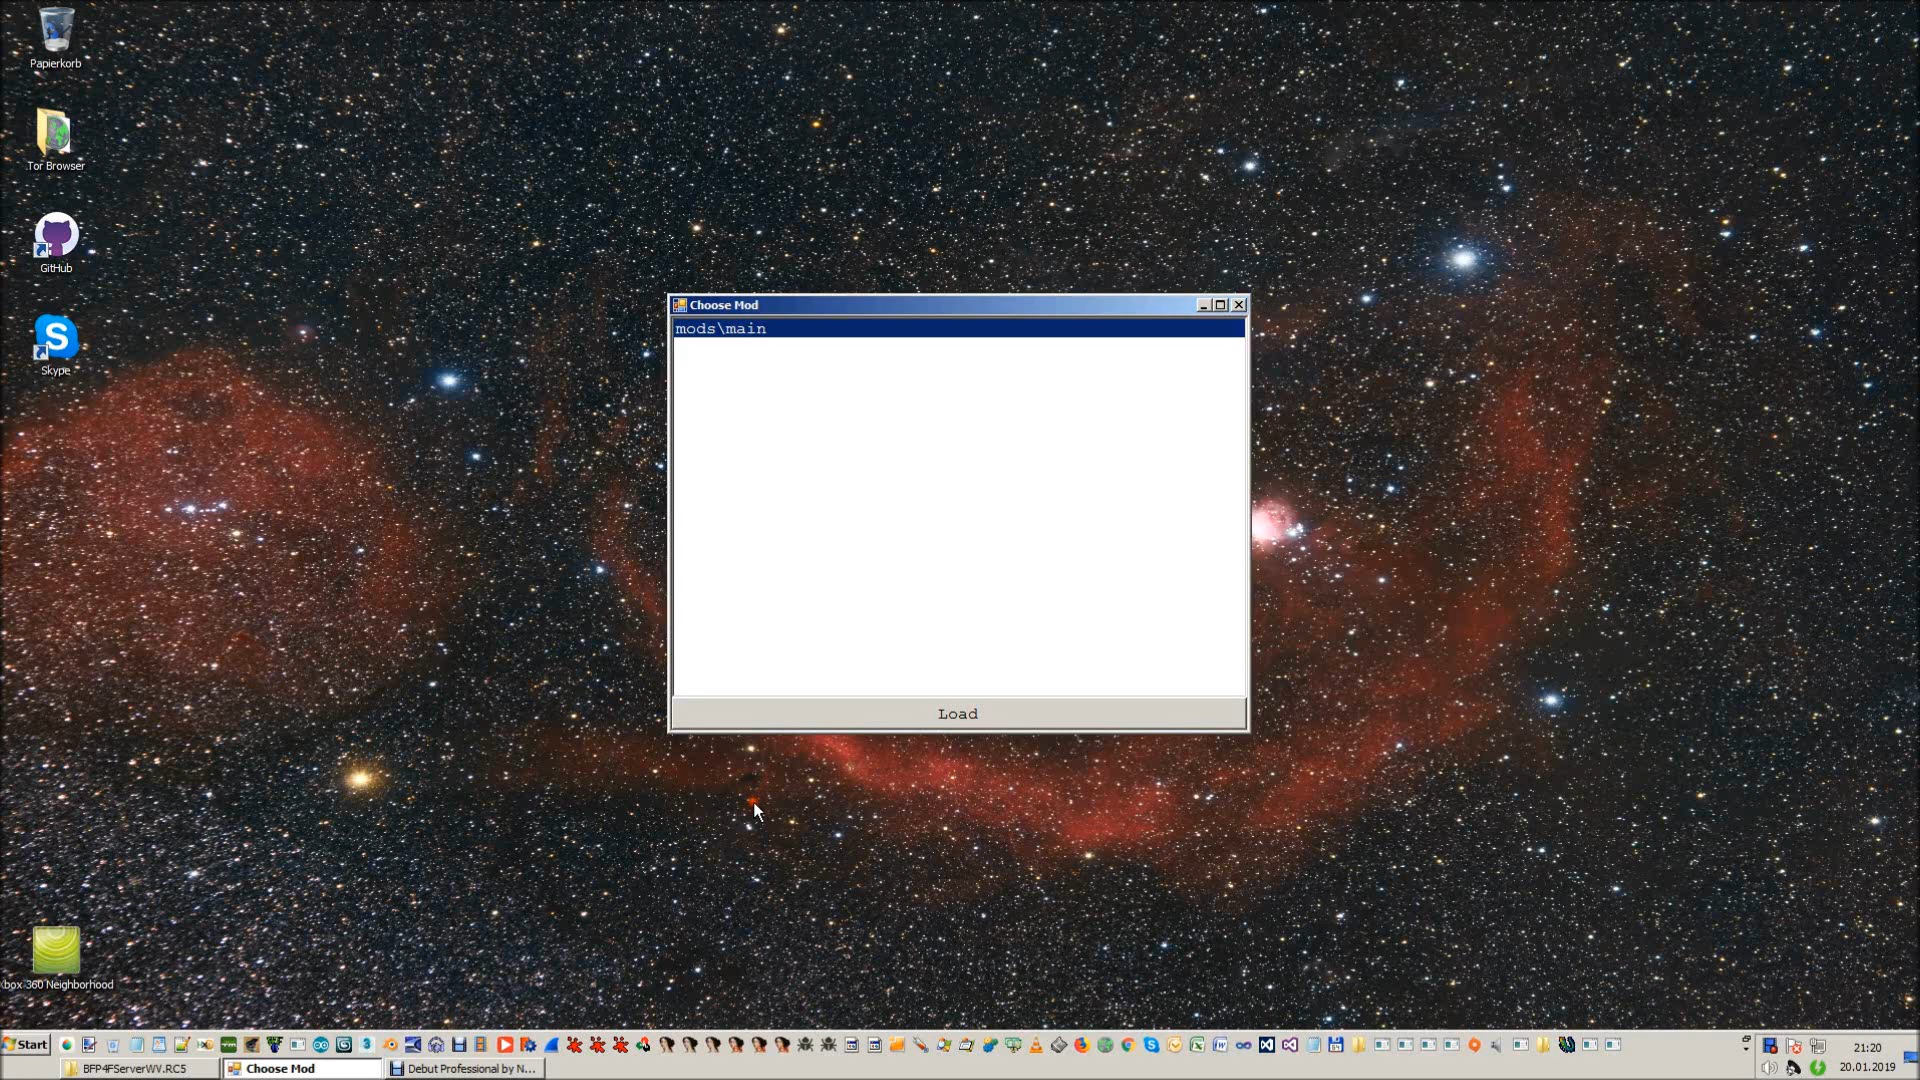 Papierkorb
Tor Browser
GitHub
Skype
Choose Mod
mods\main
Load
box 360 Neighborhood
Start
BFP4FServerWV.RC5
Choose Mod
Debut Professional by N...
21:20
20.01.2019